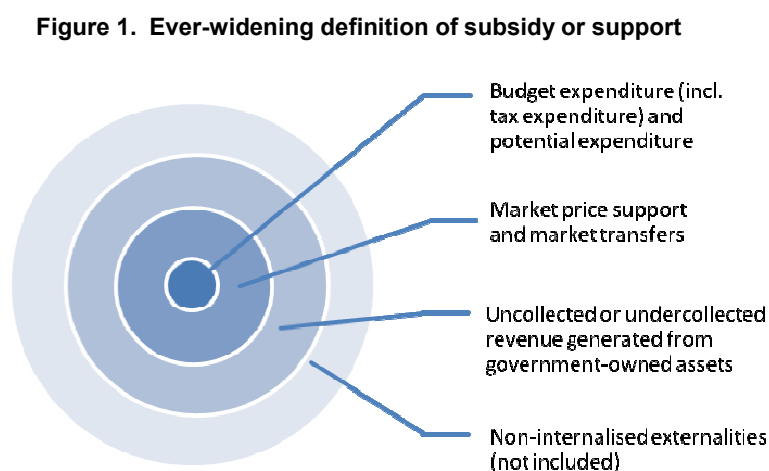 Figure 1. Ever-widening definition of subsidy or support
Budget expenditure (incl.
tax expenditure) and
potential expenditure
Market price support
and market transfers
Uncollected or undercollected
revenue generated from
government-owned assets
Non-internalised externalities
(not included)